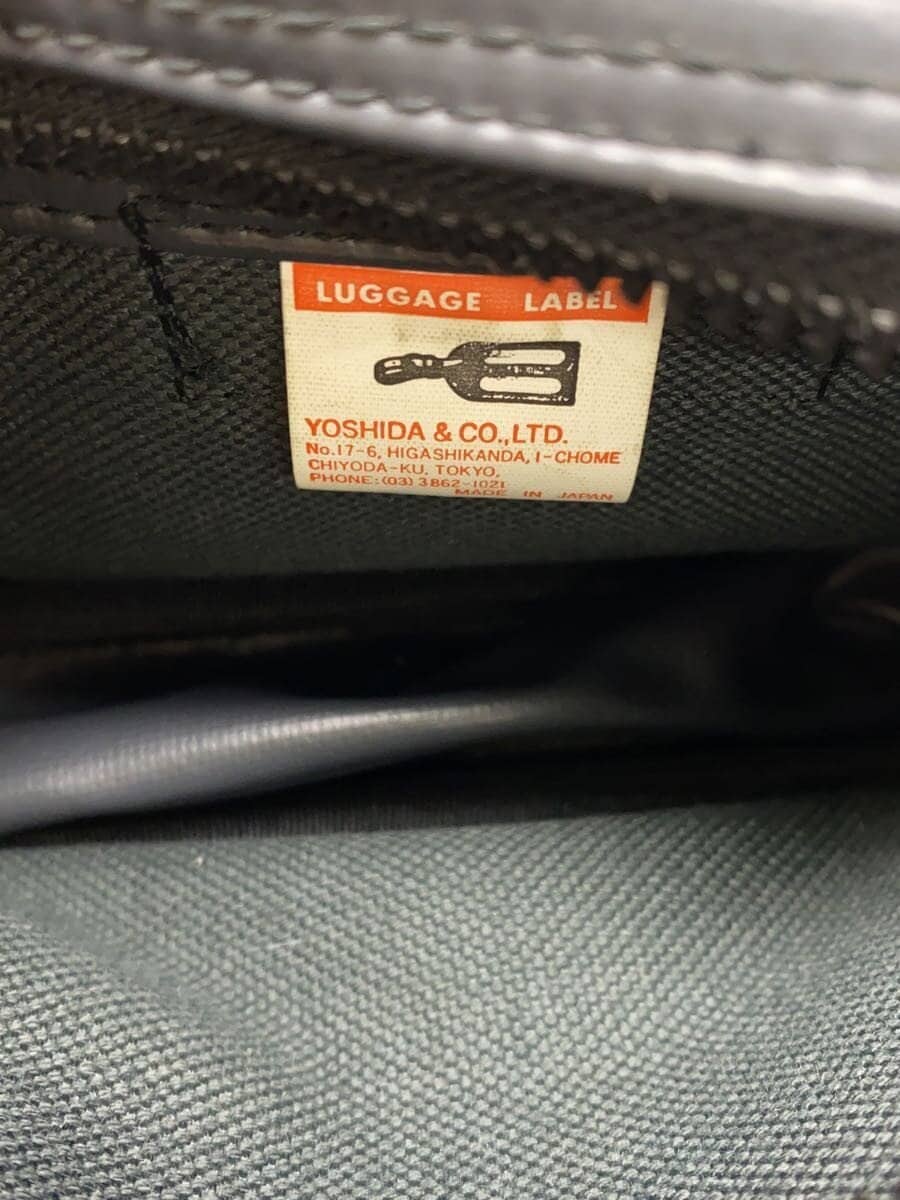 LUGGAGE LABEL
YOSHIDA & CO.,LTD.
No.17-6, HIGASHIKANDA, 1-CHOME
CHIYODA-KU, TOKYO,
PHONE:(03) 3862-1021
MADE IN JAPAN